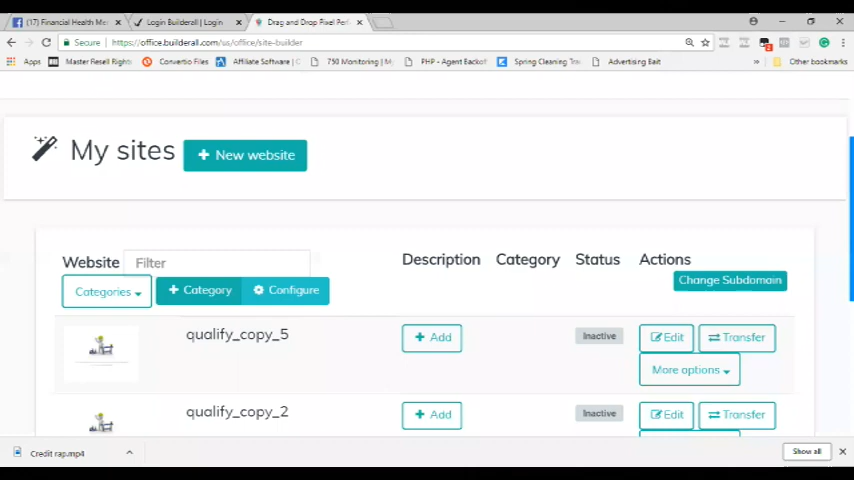 (17) Financial Health Me
Login Builderall | Login
Drag and Drop Pixel Per
Secure | https://office.builderall.com/us/office/site-builder
Apps Master Resell Rights Convertio Files Affiliate Software | C 750 Monitoring | M PHP - Agent Backof Spring Cleaning Tra Advertising Bait » Other bookmarks
My sites
+ New website
Website Filter Description Category Status Actions
Change Subdomain
Categories + Category Configure
qualify_copy_5 + Add Inactive Edit Transfer
More options
qualify_copy_2 + Add Inactive Edit Transfer
Credit rap.mp4 Show all